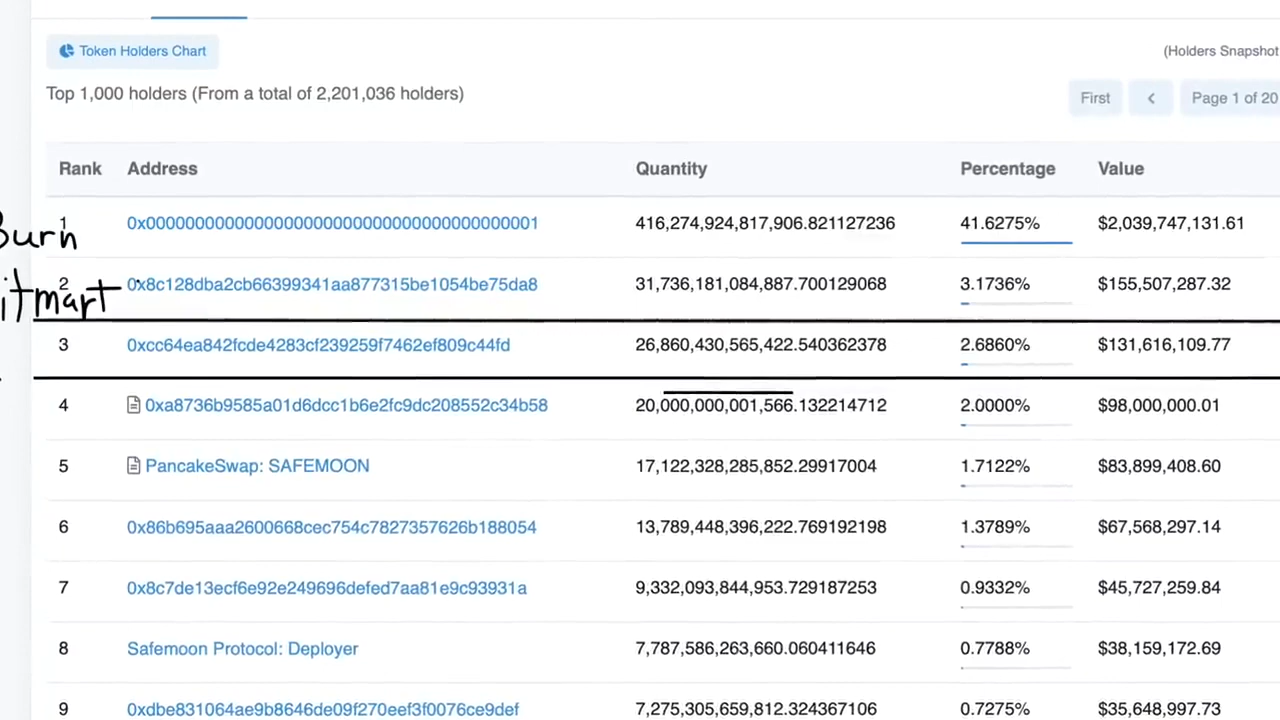 Token Holders Chart
(Holders Snapshot
Top 1,000 holders (From a total of 2,201,036 holders)
First < Page 1 of 20
Rank Address Quantity Percentage Value
1 0x0000000000000000000000000000000000000001 416,274,924,817,906.821127236 41.6275% $2,039,747,131.61
Burn
2 0x8c128dba2cb66399341aa877315be1054be75da8 31,736,181,084,887.700129068 3.1736% $155,507,287.32
itmart
3 0xcc64ea842fcde4283cf239259f7462ef809c44fd 26,860,430,565,422.540362378 2.6860% $131,616,109.77
4 0xa8736b9585a01d6dcc1b6e2fc9dc208552c34b58 20,000,000,001,566.132214712 2.0000% $98,000,000.01
5 PancakeSwap: SAFEMOON 17,122,328,285,852.29917004 1.7122% $83,899,408.60
6 0x86b695aaa2600668cec754c7827357626b188054 13,789,448,396,222.769192198 1.3789% $67,568,297.14
7 0x8c7de13ecf6e92e249696defed7aa81e9c93931a 9,332,093,844,953.729187253 0.9332% $45,727,259.84
8 Safemoon Protocol: Deployer 7,787,586,263,660.060411646 0.7788% $38,159,172.69
9 0xdbe831064ae9b8646de09f270eef3f0076ce9def 7,275,305,659,812.324367106 0.7275% $35,648,997.73